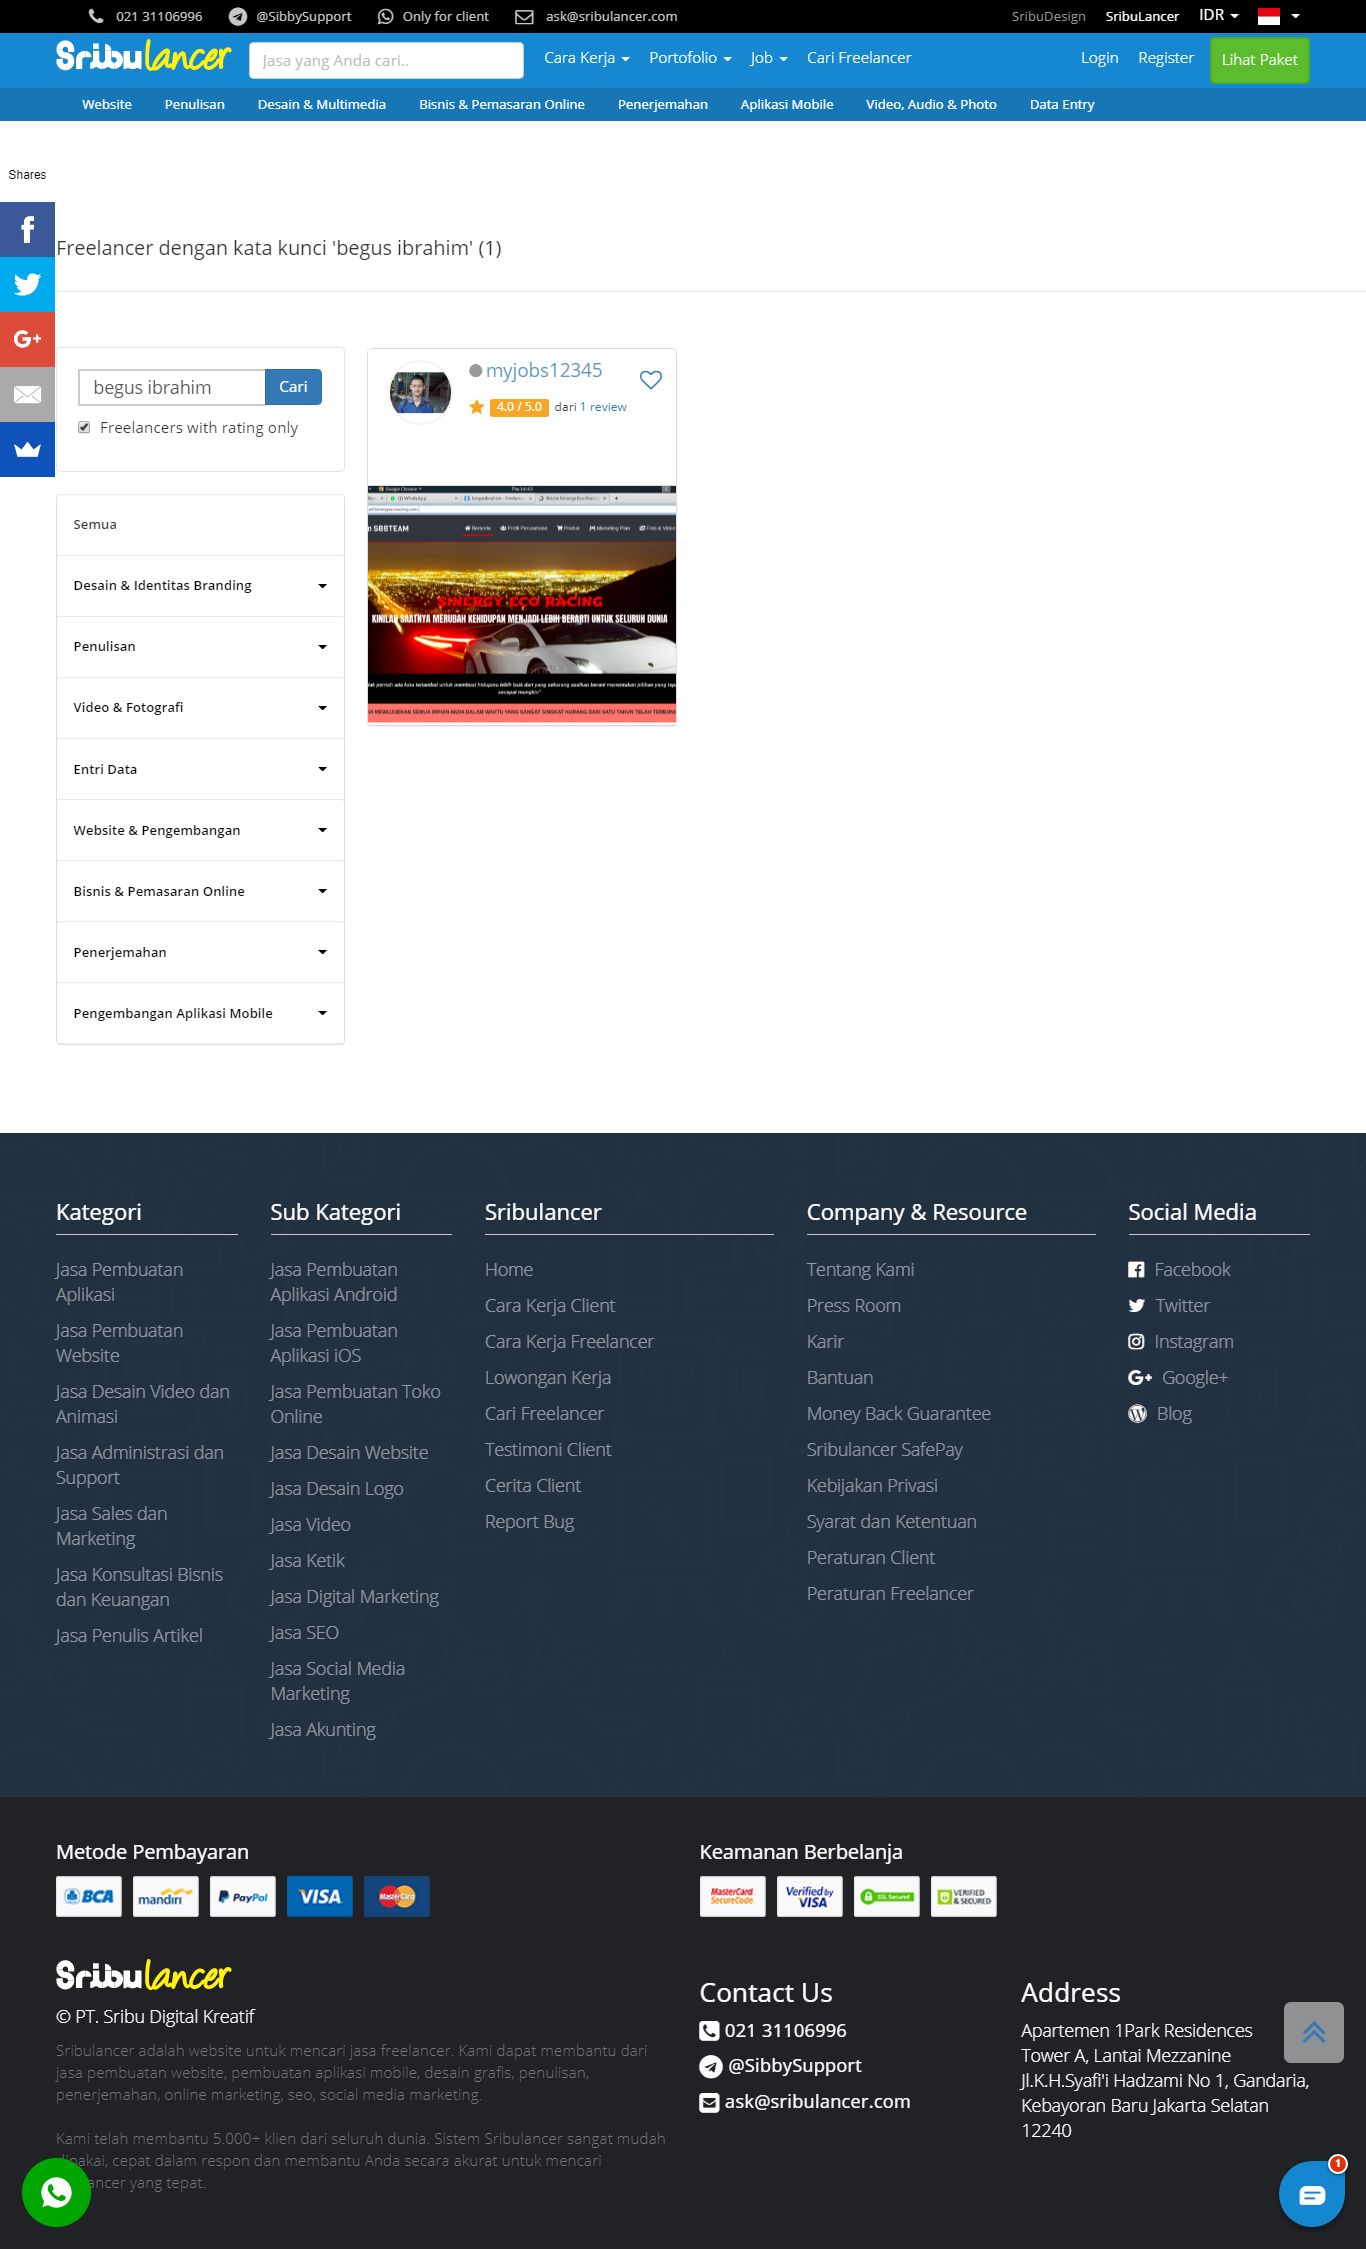 021 31106996 @SibbySupport Only for client ask@sribulancer.com SribuDesign SribuLancer IDR
Sribulancer Jasa yang Anda cari.. Cara Kerja Portofolio Job Cari Freelancer Login Register Lihat Paket
Website Penulisan Desain & Multimedia Bisnis & Pemasaran Online Penerjemahan Aplikasi Mobile Video, Audio & Photo Data Entry
Shares
Freelancer dengan kata kunci 'begus ibrahim' (1)
begus ibrahim Cari
Freelancers with rating only
myjobs12345
4.0 / 5.0 dari 1 review
SBBTEAM
SINERGY ECO RACING
KINILAH SAATNYA MERUBAH KEHIDUPAN MENJADI LEBIH BERARTI UNTUK SELURUH DUNIA
Semua
Desain & Identitas Branding
Penulisan
Video & Fotografi
Entri Data
Website & Pengembangan
Bisnis & Pemasaran Online
Penerjemahan
Pengembangan Aplikasi Mobile
Kategori
Jasa Pembuatan
Aplikasi
Jasa Pembuatan
Website
Jasa Desain Video dan
Animasi
Jasa Administrasi dan
Support
Jasa Sales dan
Marketing
Jasa Konsultasi Bisnis
dan Keuangan
Jasa Penulis Artikel
Sub Kategori
Jasa Pembuatan
Aplikasi Android
Jasa Pembuatan
Aplikasi iOS
Jasa Pembuatan Toko
Online
Jasa Desain Website
Jasa Desain Logo
Jasa Video
Jasa Ketik
Jasa Digital Marketing
Jasa SEO
Jasa Social Media
Marketing
Jasa Akunting
Sribulancer
Home
Cara Kerja Client
Cara Kerja Freelancer
Lowongan Kerja
Cari Freelancer
Testimoni Client
Cerita Client
Report Bug
Company & Resource
Tentang Kami
Press Room
Karir
Bantuan
Money Back Guarantee
Sribulancer SafePay
Kebijakan Privasi
Syarat dan Ketentuan
Peraturan Client
Peraturan Freelancer
Social Media
Facebook
Twitter
Instagram
Google+
Blog
Metode Pembayaran
BCA mandiri PayPal VISA MasterCard
Keamanan Berbelanja
MasterCard. SecureCode. Verified by VISA SSL Secured VERIFIED & SECURED
Sribulancer
© PT. Sribu Digital Kreatif
Sribulancer adalah website untuk mencari jasa freelancer. Kami dapat membantu dari
jasa pembuatan website, pembuatan aplikasi mobile, desain grafis, penulisan,
penerjemahan, online marketing, seo, social media marketing.
Kami telah membantu 5.000+ klien dari seluruh dunia. Sistem Sribulancer sangat mudah
cepat dalam respon dan membantu Anda secara akurat untuk mencari
yang tepat.
Contact Us
021 31106996
@SibbySupport
ask@sribulancer.com
Address
Apartemen 1Park Residences
Tower A, Lantai Mezzanine
Jl.K.H.Syafi'i Hadzami No 1, Gandaria,
Kebayoran Baru Jakarta Selatan
12240
1